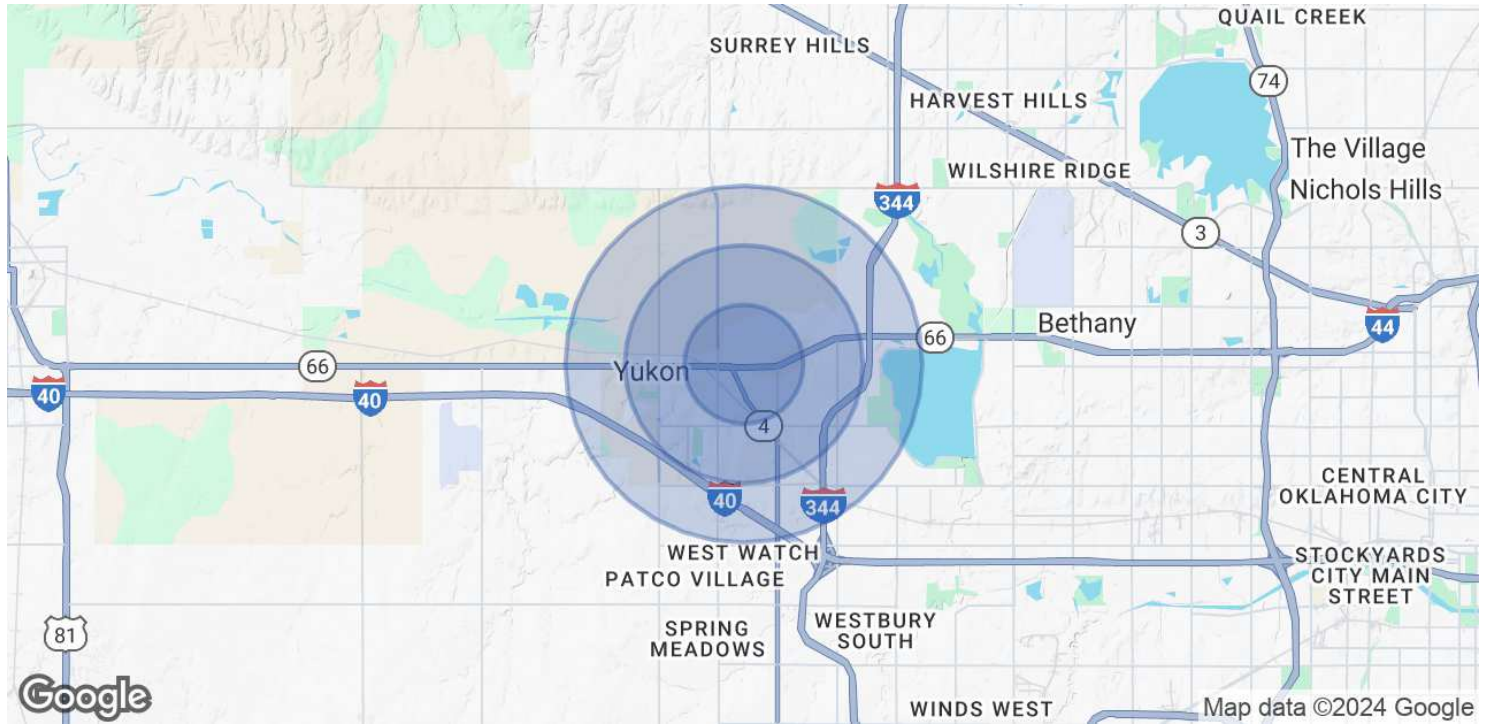 QUAIL CREEK
SURREY HILLS
74
HARVEST HILLS
The Village
WILSHIRE RIDGE
Nichols Hills
344
3
Bethany
44
66
66
Yukon
40
40
4
CENTRAL
OKLAHOMA CITY
40
344
WEST WATCH
STOCKYARDS
CITY MAIN
STREET
PATCO VILLAGE
81
SPRING
MEADOWS
WESTBURY
SOUTH
Google
WINDS WEST
Map data ©2024 Google